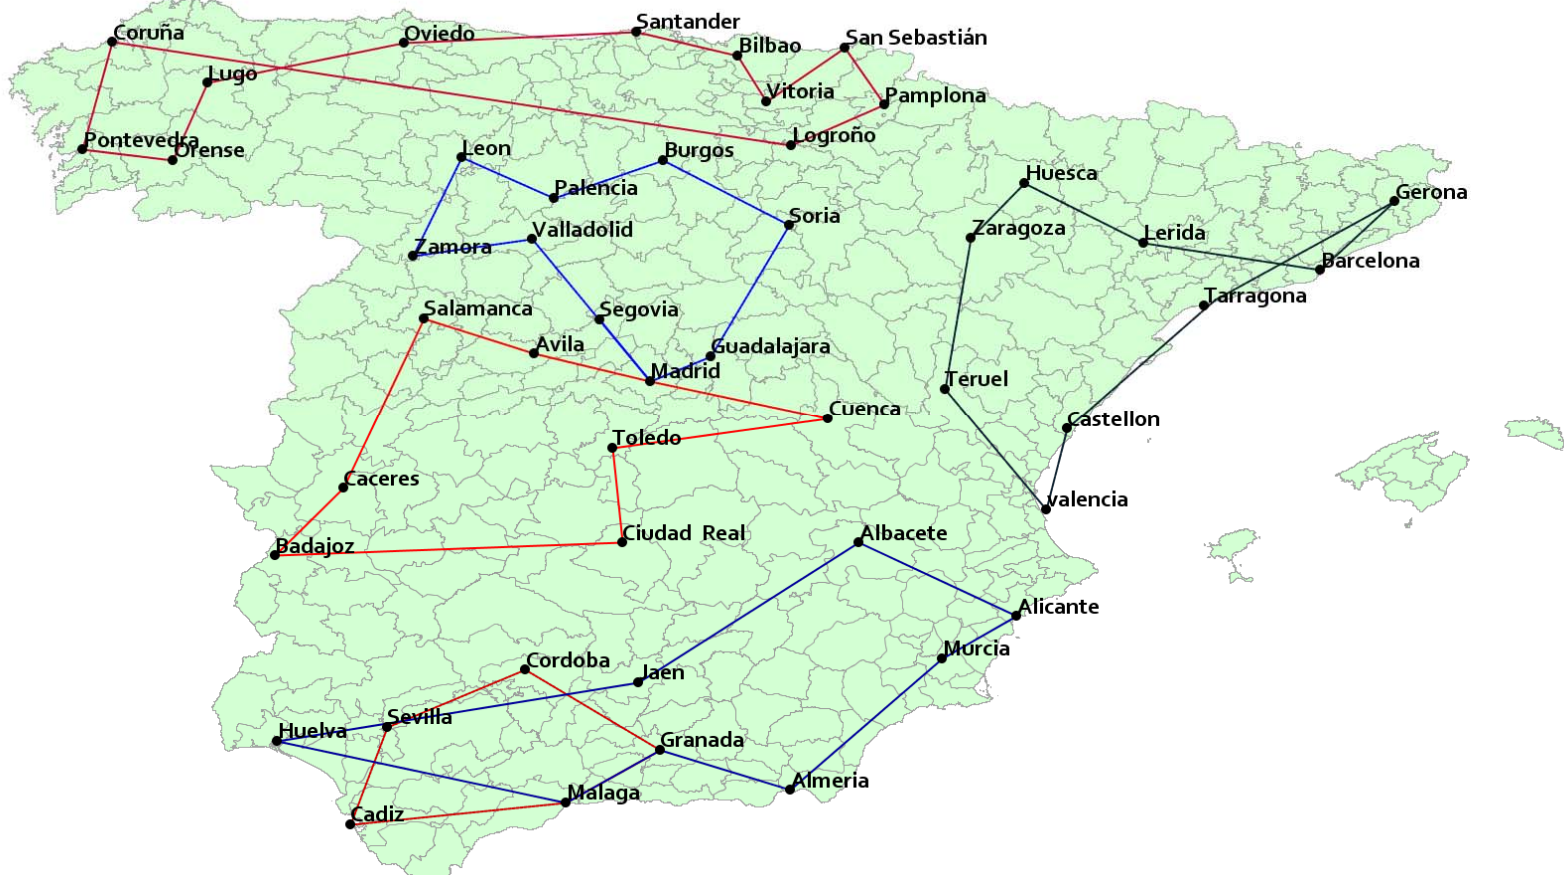 Santander
Coruña
Oviedo
San Sebastián
Bilbao
Lugo
Vitoria
Pamplona
Logroño
Pontevedra
Orense
Leon
Burgos
Huesca
Palencia
Gerona
Soria
Valladolid
Zaragoza
Lerida
Zamora
Barcelona
Tarragona
Salamanca
Segovia
Avila
Guadalajara
Madrid
Teruel
Cuenca
Castellon
Toledo
Caceres
valencia
Ciudad Real
Albacete
Badajoz
Alicante
Murcia
Cordoba
Jaen
Sevilla
Huelva
Granada
Almeria
Malaga
Cadiz